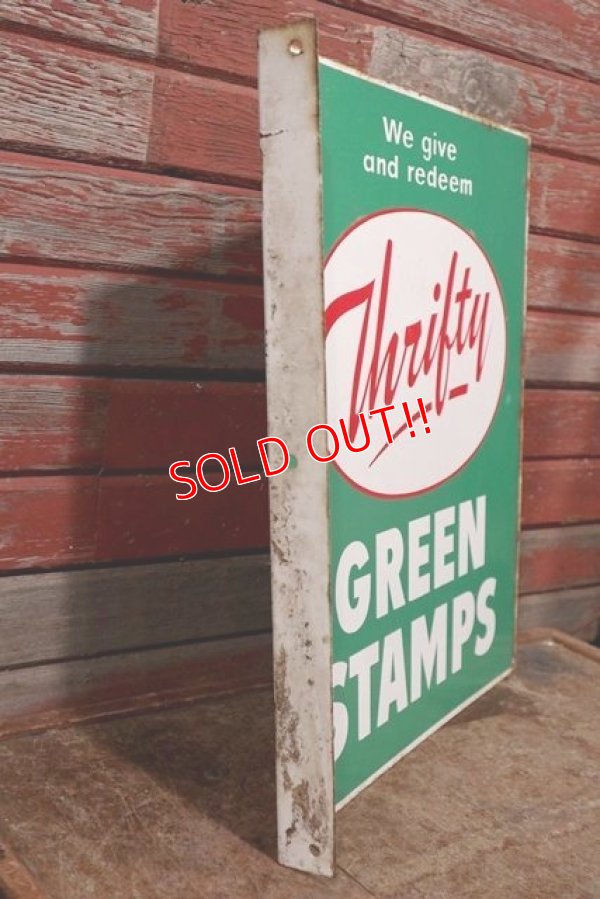 We give
and redeem
Thrifty
SOLD OUT!!
GREEN
STAMPS